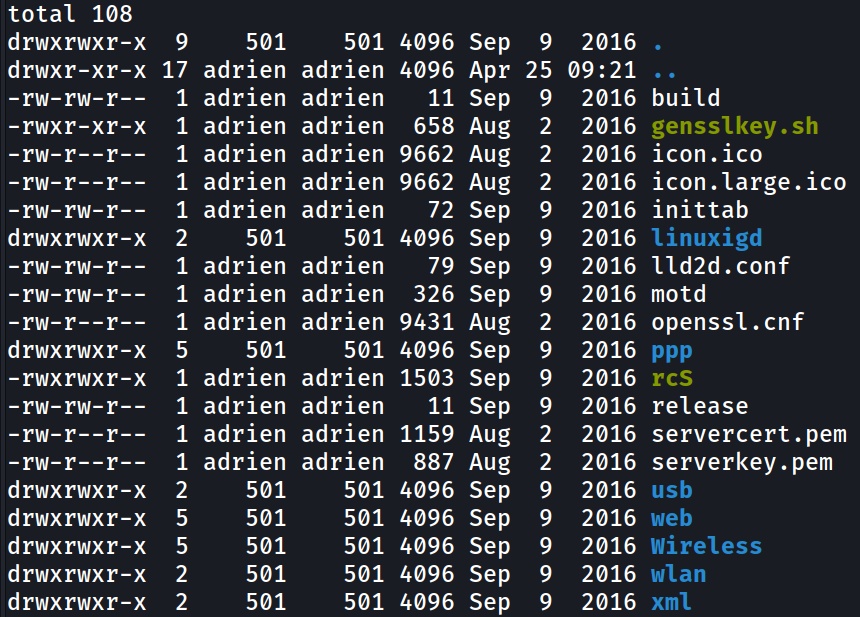 total 108
drwxrwxr-x  9    501    501 4096 Sep  9  2016 .
drwxrwxr-x 17 adrien adrien 4096 Apr 25 09:21 ..
-rw-rw-r--  1 adrien adrien   11 Sep  9  2016 build
-rwxr-xr-x  1 adrien adrien  658 Aug  2  2016 gensslkey.sh
-rw-r--r--  1 adrien adrien 9662 Aug  2  2016 icon.ico
-rw-r--r--  1 adrien adrien 9662 Aug  2  2016 icon.large.ico
-rw-rw-r--  1 adrien adrien   72 Sep  9  2016 inittab
drwxrwxr-x  2    501    501 4096 Sep  9  2016 linuxigd
-rw-rw-r--  1 adrien adrien   79 Sep  9  2016 lld2d.conf
-rw-rw-r--  1 adrien adrien  326 Sep  9  2016 motd
-rw-r--r--  1 adrien adrien 9431 Aug  2  2016 openssl.cnf
drwxrwxr-x  5    501    501 4096 Sep  9  2016 ppp
-rwxrwxr-x  1 adrien adrien 1503 Sep  9  2016 rcS
-rw-rw-r--  1 adrien adrien   11 Sep  9  2016 release
-rw-r--r--  1 adrien adrien 1159 Aug  2  2016 servercert.pem
-rw-r--r--  1 adrien adrien  887 Aug  2  2016 serverkey.pem
drwxrwxr-x  2    501    501 4096 Sep  9  2016 usb
drwxrwxr-x  5    501    501 4096 Sep  9  2016 web
drwxrwxr-x  5    501    501 4096 Sep  9  2016 Wireless
drwxrwxr-x  2    501    501 4096 Sep  9  2016 wlan
drwxrwxr-x  2    501    501 4096 Sep  9  2016 xml